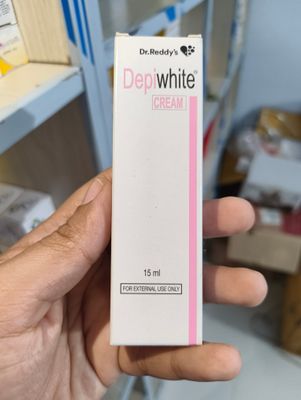 Dr.Reddy's
Depiwhite
CREAM
15 ml
FOR EXTERNAL USE ONLY